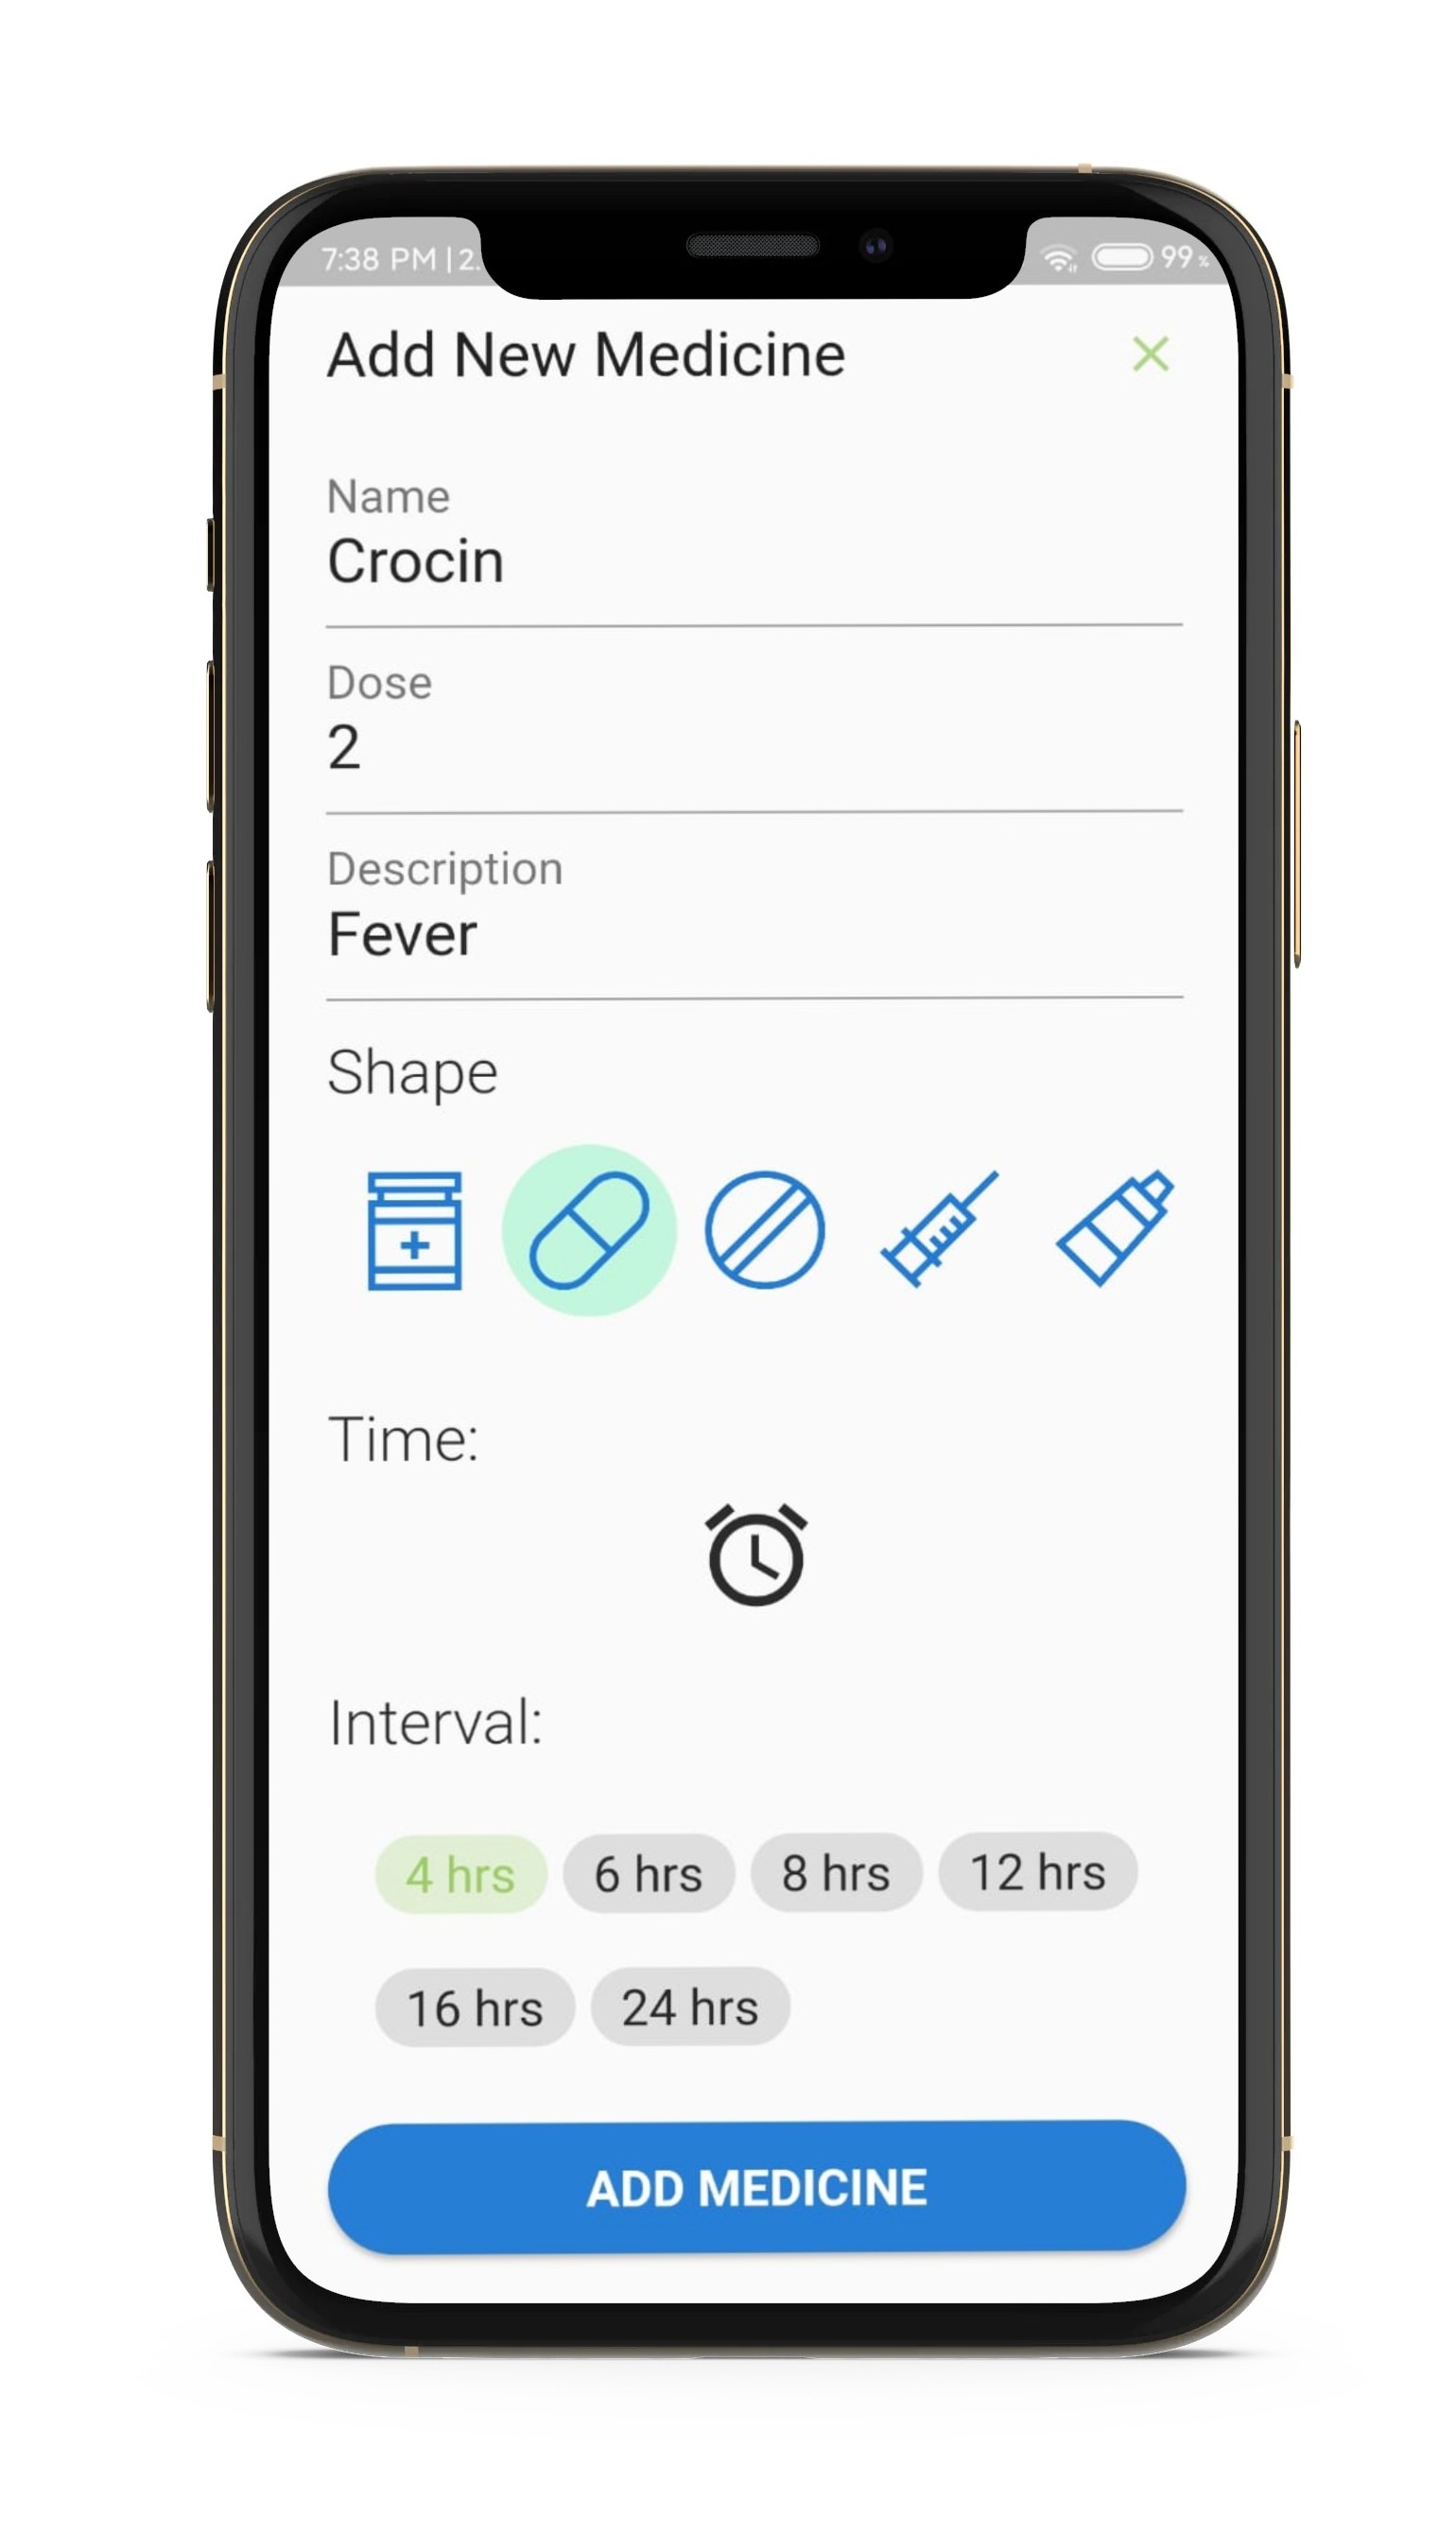 7:38 PM | 2.
99%
Add New Medicine
Name
Crocin
Dose
2
Description
Fever
Shape
Time:
Interval:
4 hrs 6 hrs 8 hrs 12 hrs
16 hrs 24 hrs
ADD MEDICINE